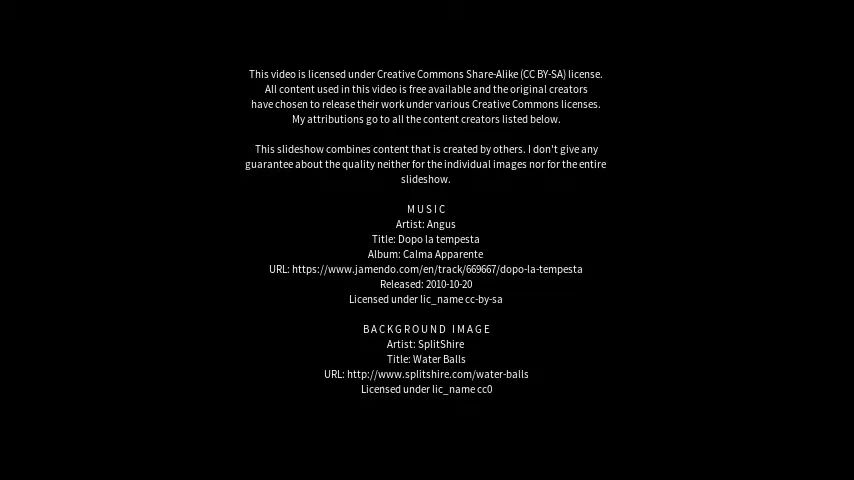 This video is licensed under Creative Commons Share-Alike (CC BY-SA) license.
All content used in this video is free available and the original creators
have chosen to release their work under various Creative Commons licenses.
My attributions go to all the content creators listed below.
This slideshow combines content that is created by others. I don't give any
guarantee about the quality neither for the individual images nor for the entire
slideshow.
MUSIC
Artist: Angus
Title: Dopo la tempesta
Album: Calma Apparente
URL: https://www.jamendo.com/en/track/669667/dopo-la-tempesta
Released: 2010-10-20
Licensed under lic_name cc-by-sa
BACKGROUND IMAGE
Artist: SplitShire
Title: Water Balls
URL: http://www.splitshire.com/water-balls
Licensed under lic_name cc0